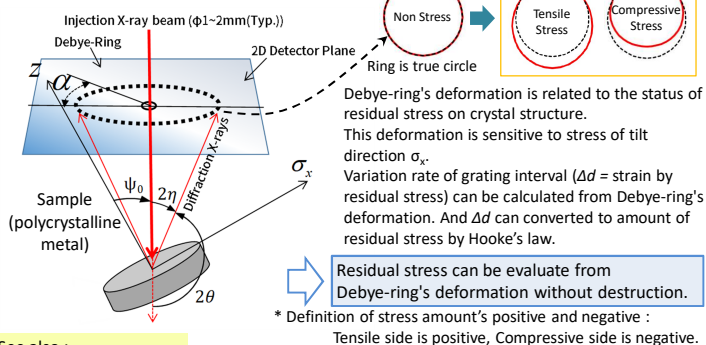 Injection X-ray beam (ϕ1~2mm(Typ.))
Debye-Ring
2D Detector Plane
Z
α
Diffraction X-rays
σx
ψ0
2η
Sample
(polycrystalline
metal)
2θ
Non Stress
Tensile
Stress
Compressive
Stress
Ring is true circle
Debye-ring's deformation is related to the status of
residual stress on crystal structure.
This deformation is sensitive to stress of tilt
direction σx.
Variation rate of grating interval (Δd = strain by
residual stress) can be calculated from Debye-ring's
deformation. And Δd can converted to amount of
residual stress by Hooke's law.
Residual stress can be evaluate from
Debye-ring's deformation without destruction.
* Definition of stress amount's positive and negative :
Tensile side is positive, Compressive side is negative.